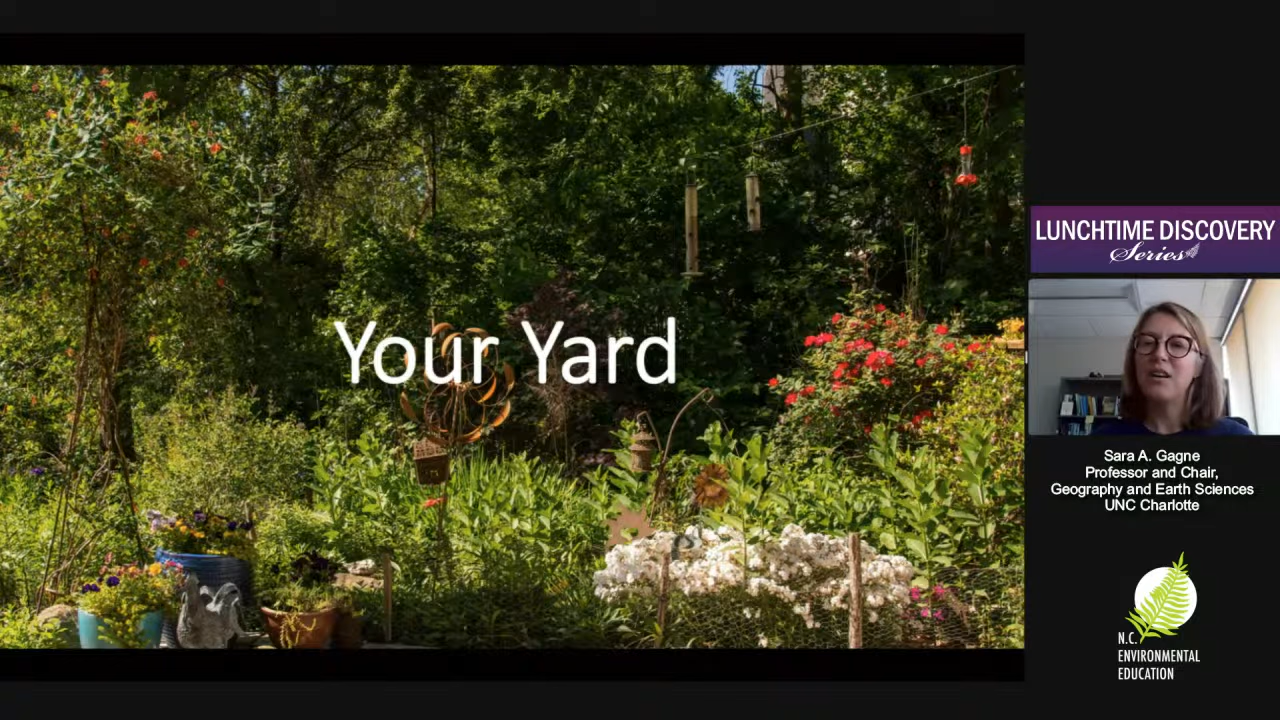 Your Yard
LUNCHTIME DISCOVERY
Series
Sara A. Gagne
Professor and Chair,
Geography and Earth Sciences
UNC Charlotte
N.C.
ENVIRONMENTAL
EDUCATION